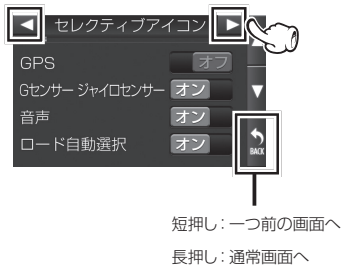 セレクティブアイコン
GPS オフ
Gセンサー ジャイロセンサー オン
音声 オン
ロード自動選択 オン
BACK
短押し：一つ前の画面へ
長押し：通常画面へ